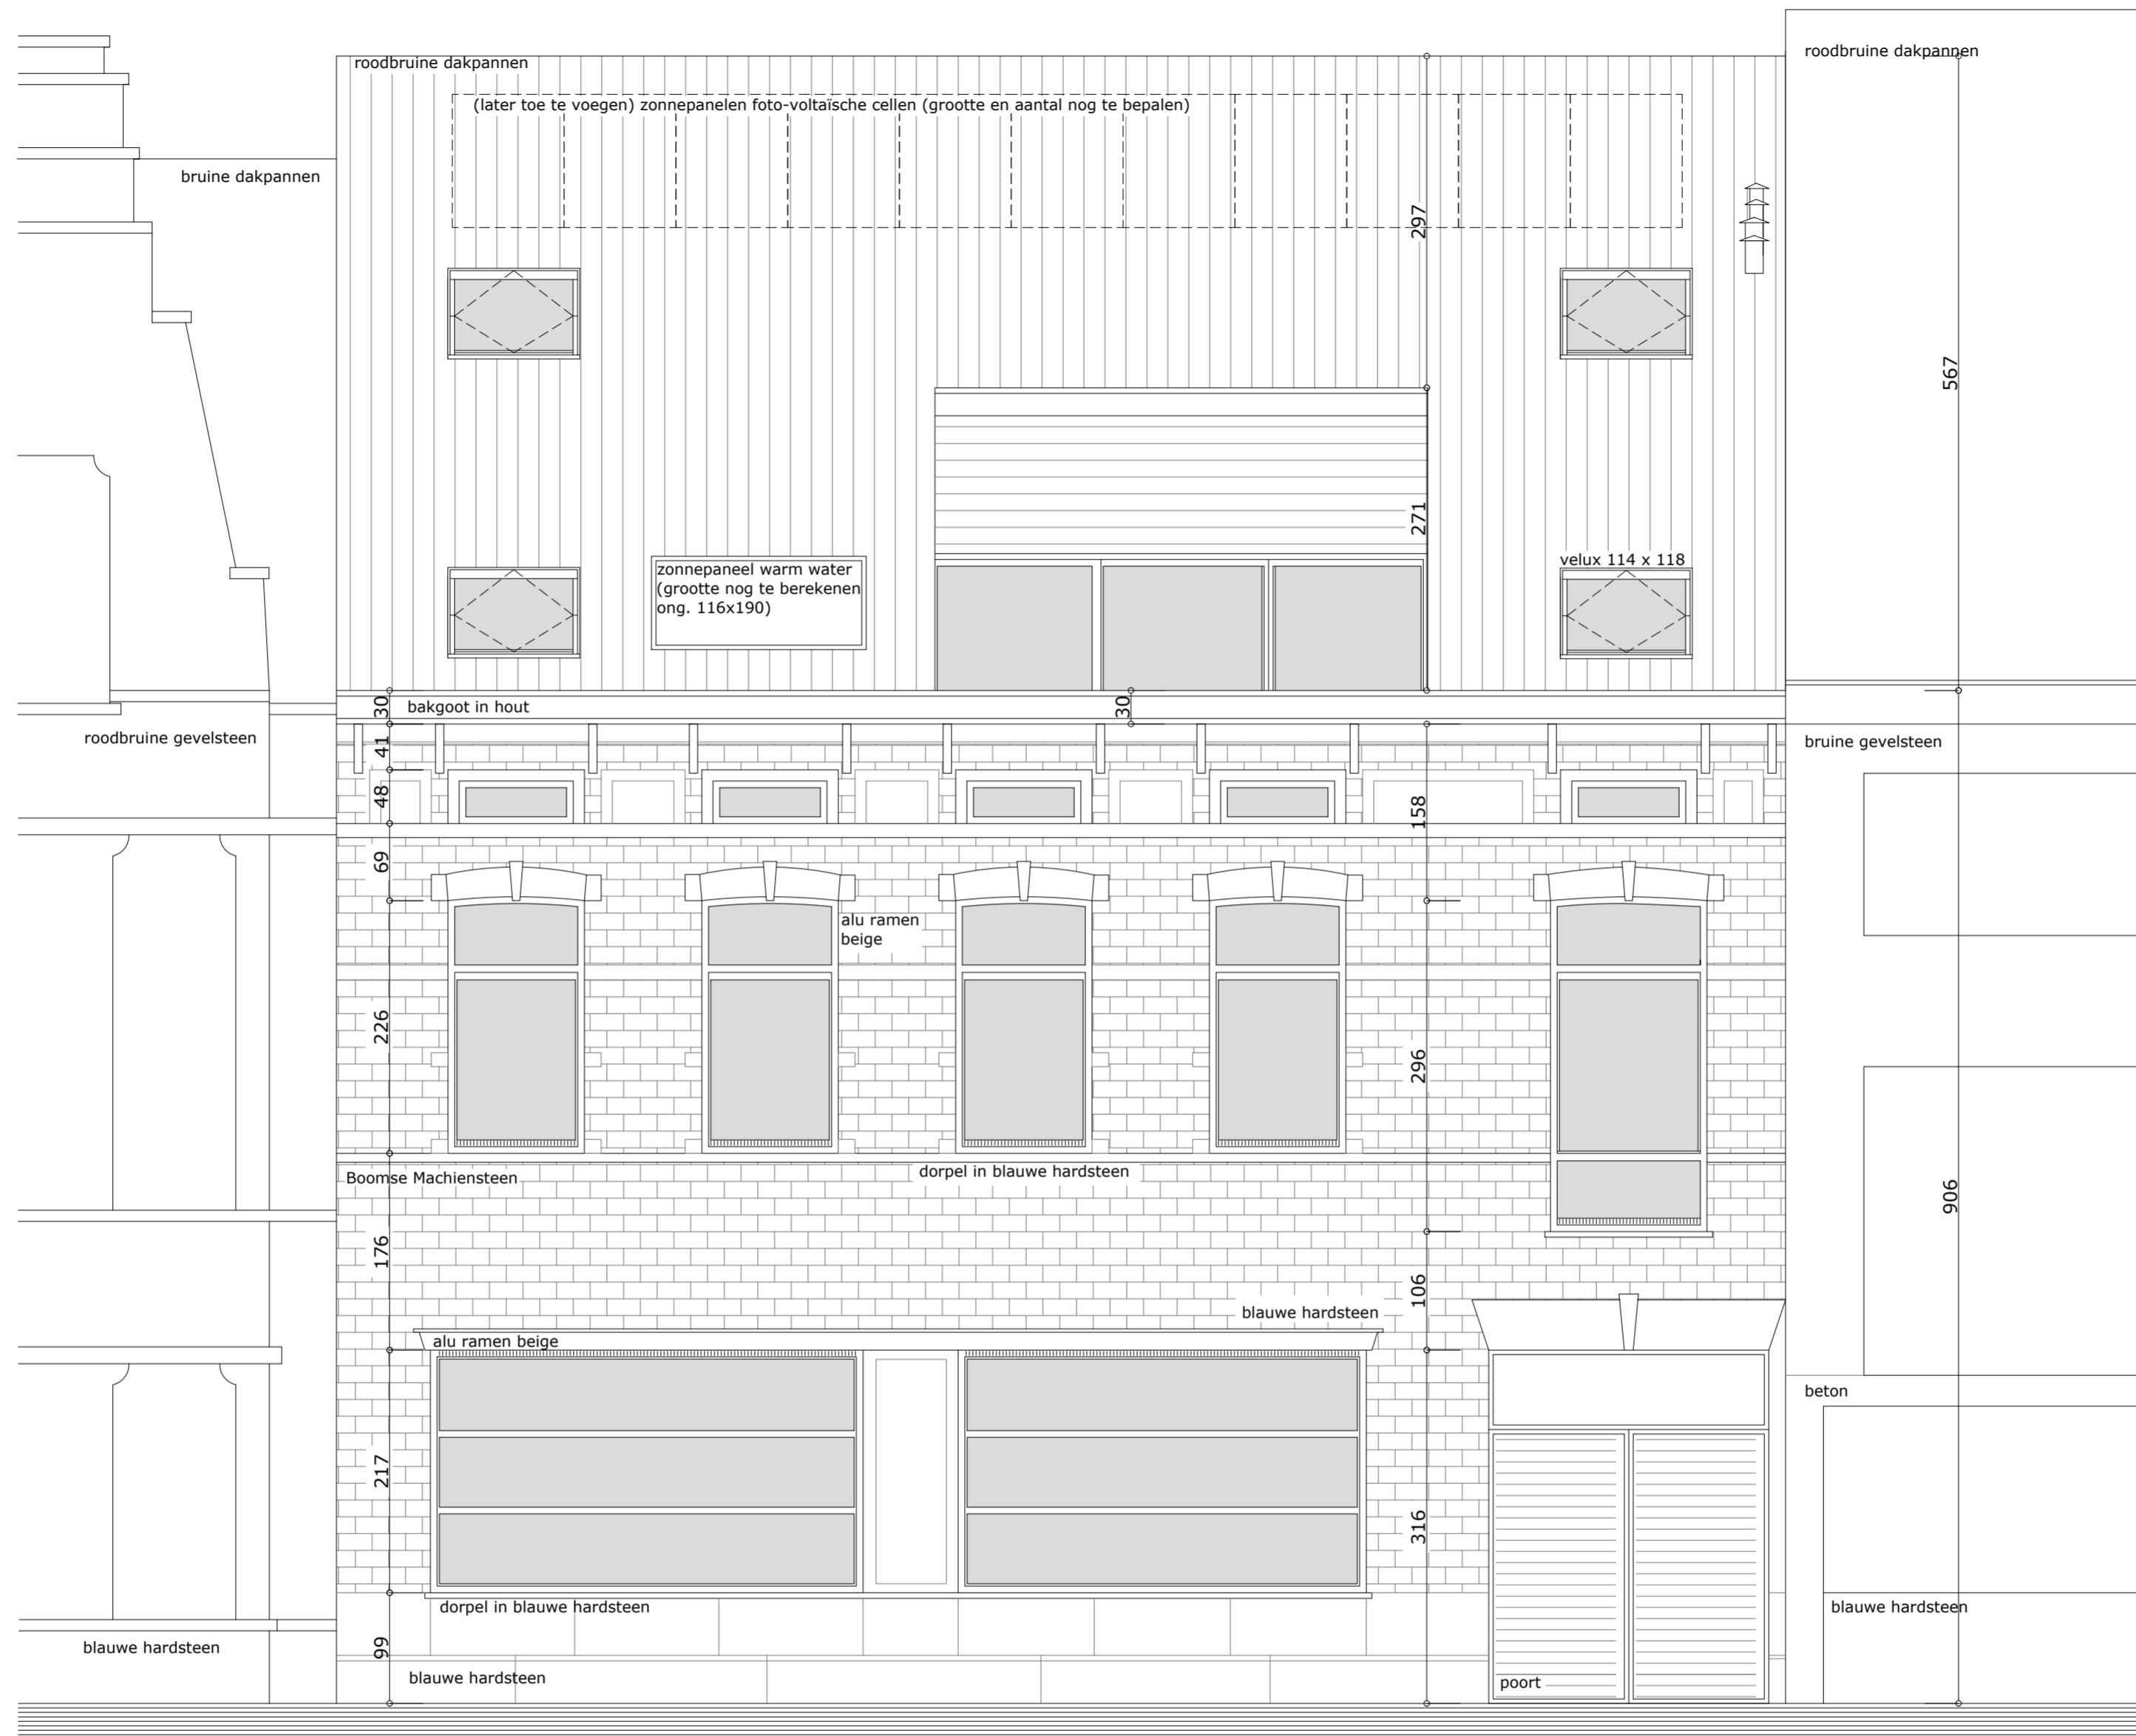 roodbruine dakpannen
roodbruine dakpannen
(later toe te voegen) zonnepanelen foto-voltaïsche cellen (grootte en aantal nog te bepalen)
bruine dakpannen
297
567
271
velux 114 x 118
zonnepaneel warm water
(grootte nog te berekenen
ong. 116x190)
30
bakgoot in hout
30
roodbruine gevelsteen
41
bruine gevelsteen
48
158
69
alu ramen
beige
226
296
Boomse Machiensteen
dorpel in blauwe hardsteen
906
176
106
blauwe hardsteen
alu ramen beige
beton
217
316
dorpel in blauwe hardsteen
blauwe hardsteen
blauwe hardsteen
99
blauwe hardsteen
poort